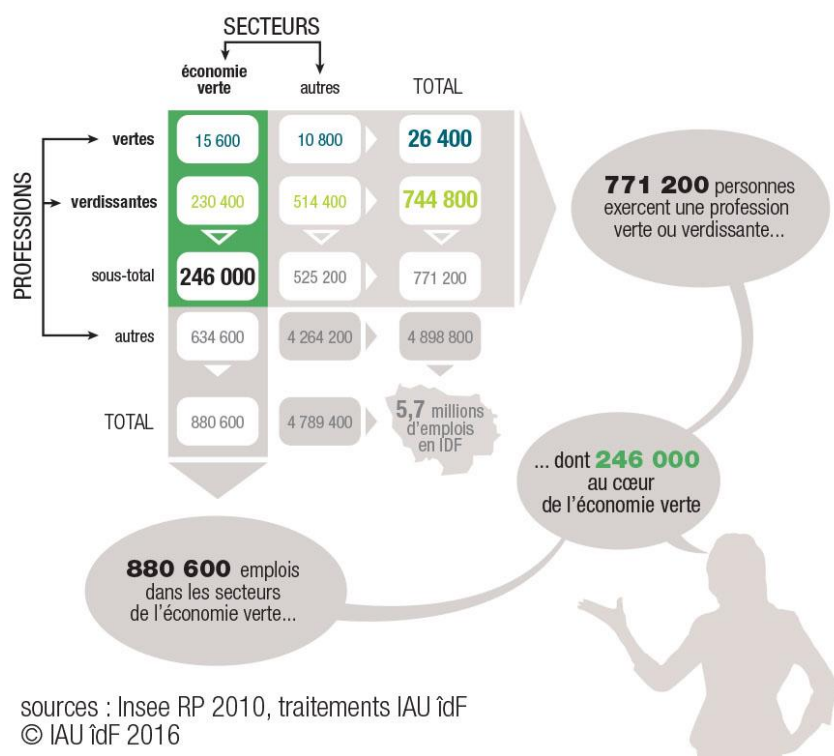 SECTEURS
économie
verte
autres
TOTAL
PROFESSIONS
vertes
15 600
10 800
26 400
verdissantes
230 400
514 400
744 800
sous-total
246 000
525 200
771 200
autres
634 600
4 264 200
4 898 800
TOTAL
880 600
4 789 400
5,7 millions
d'emplois
en IDF
771 200 personnes
exercent une profession
verte ou verdissante...
... dont 246 000
au cœur
de l'économie verte
880 600 emplois
dans les secteurs
de l'économie verte...
sources : Insee RP 2010, traitements IAU îdF
© IAU îdF 2016